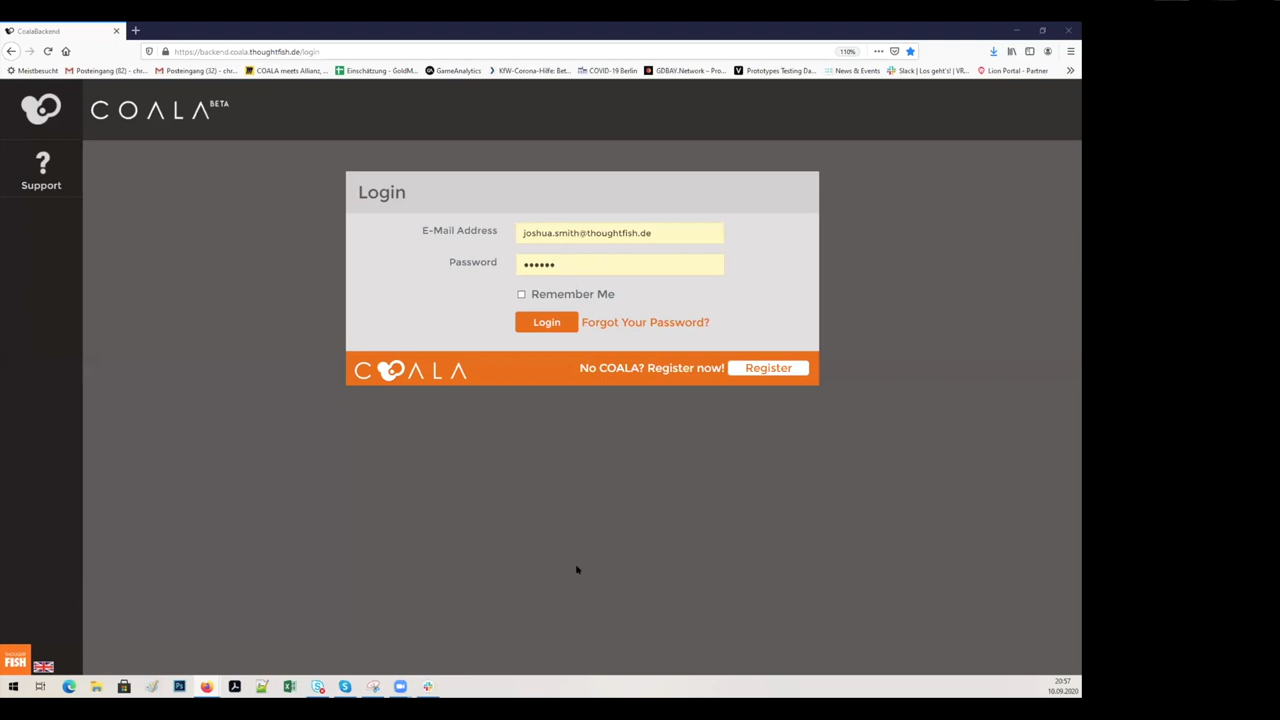 CoalaBackend
https://backend.coala.thoughtfish.de/login
110%
Meistbesucht
Posteingang (82) - chr...
Posteingang (32) - chr...
COALA meets Allianz, ...
Einschätzung - GoldM...
GameAnalytics
KfW-Corona-Hilfe: Bet...
COVID-19 Berlin
GDBAY.Network – Pro...
Prototypes Testing Da...
News & Events
Slack | Los geht's! | VR...
Lion Portal - Partner
COALA BETA
?
Support
Login
E-Mail Address
joshua.smith@thoughtfish.de
Password
••••••
Remember Me
Login
Forgot Your Password?
COALA
No COALA? Register now!
Register
THOUGHT
FISH
Ps
20:57
10.09.2020